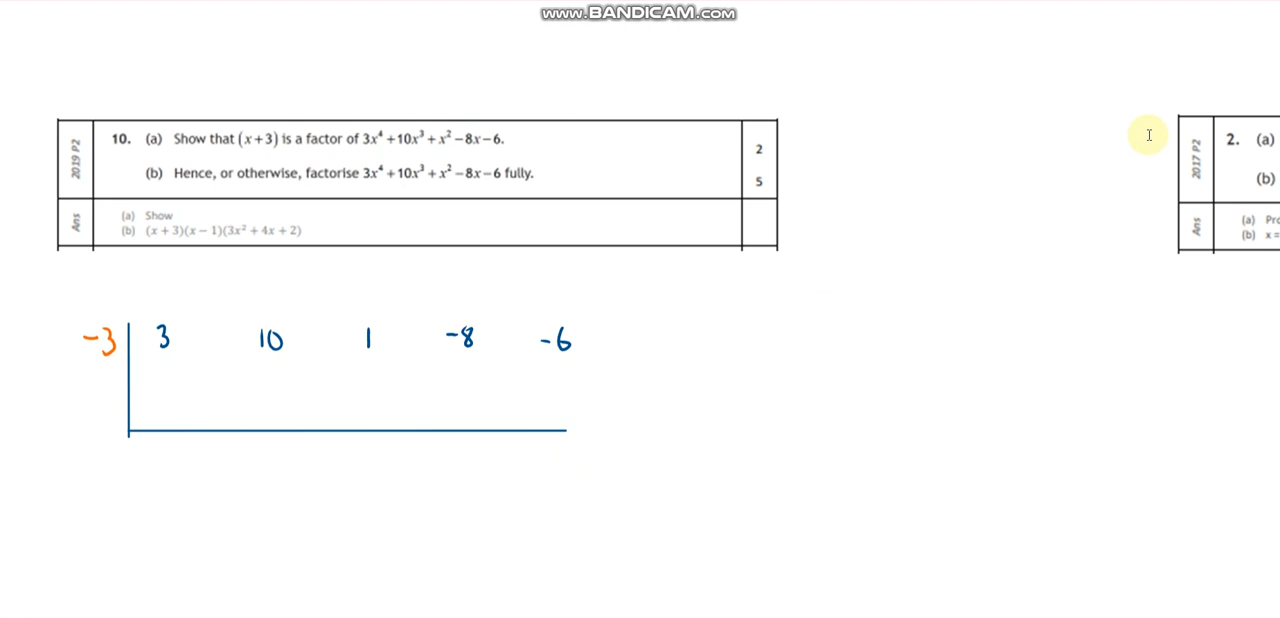 www.BANDICAM.com
2019 P2
10. (a) Show that (x+3) is a factor of 3x⁴+10x³+x²−8x−6.
2
(b) Hence, or otherwise, factorise 3x⁴+10x³+x²−8x−6 fully.
5
Ans
(a) Show
(b) (x + 3)(x − 1)(3x² + 4x + 2)
2017 P2
2. (a)
(b)
Ans
(a)
(b) x =
-3 3 10 1 -8 -6